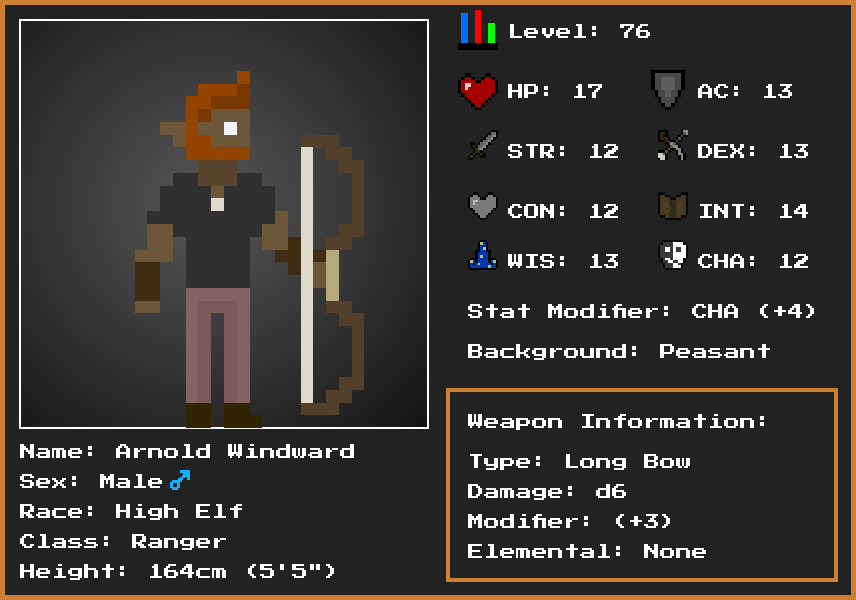 Level: 76
HP: 17 AC: 13
STR: 12 DEX: 13
CON: 12 INT: 14
WIS: 13 CHA: 12
Stat Modifier: CHA (+4)
Background: Peasant
Name: Arnold Windward
Sex: Male ♂
Race: High Elf
Class: Ranger
Height: 164cm (5'5")
Weapon Information:
Type: Long Bow
Damage: d6
Modifier: (+3)
Elemental: None